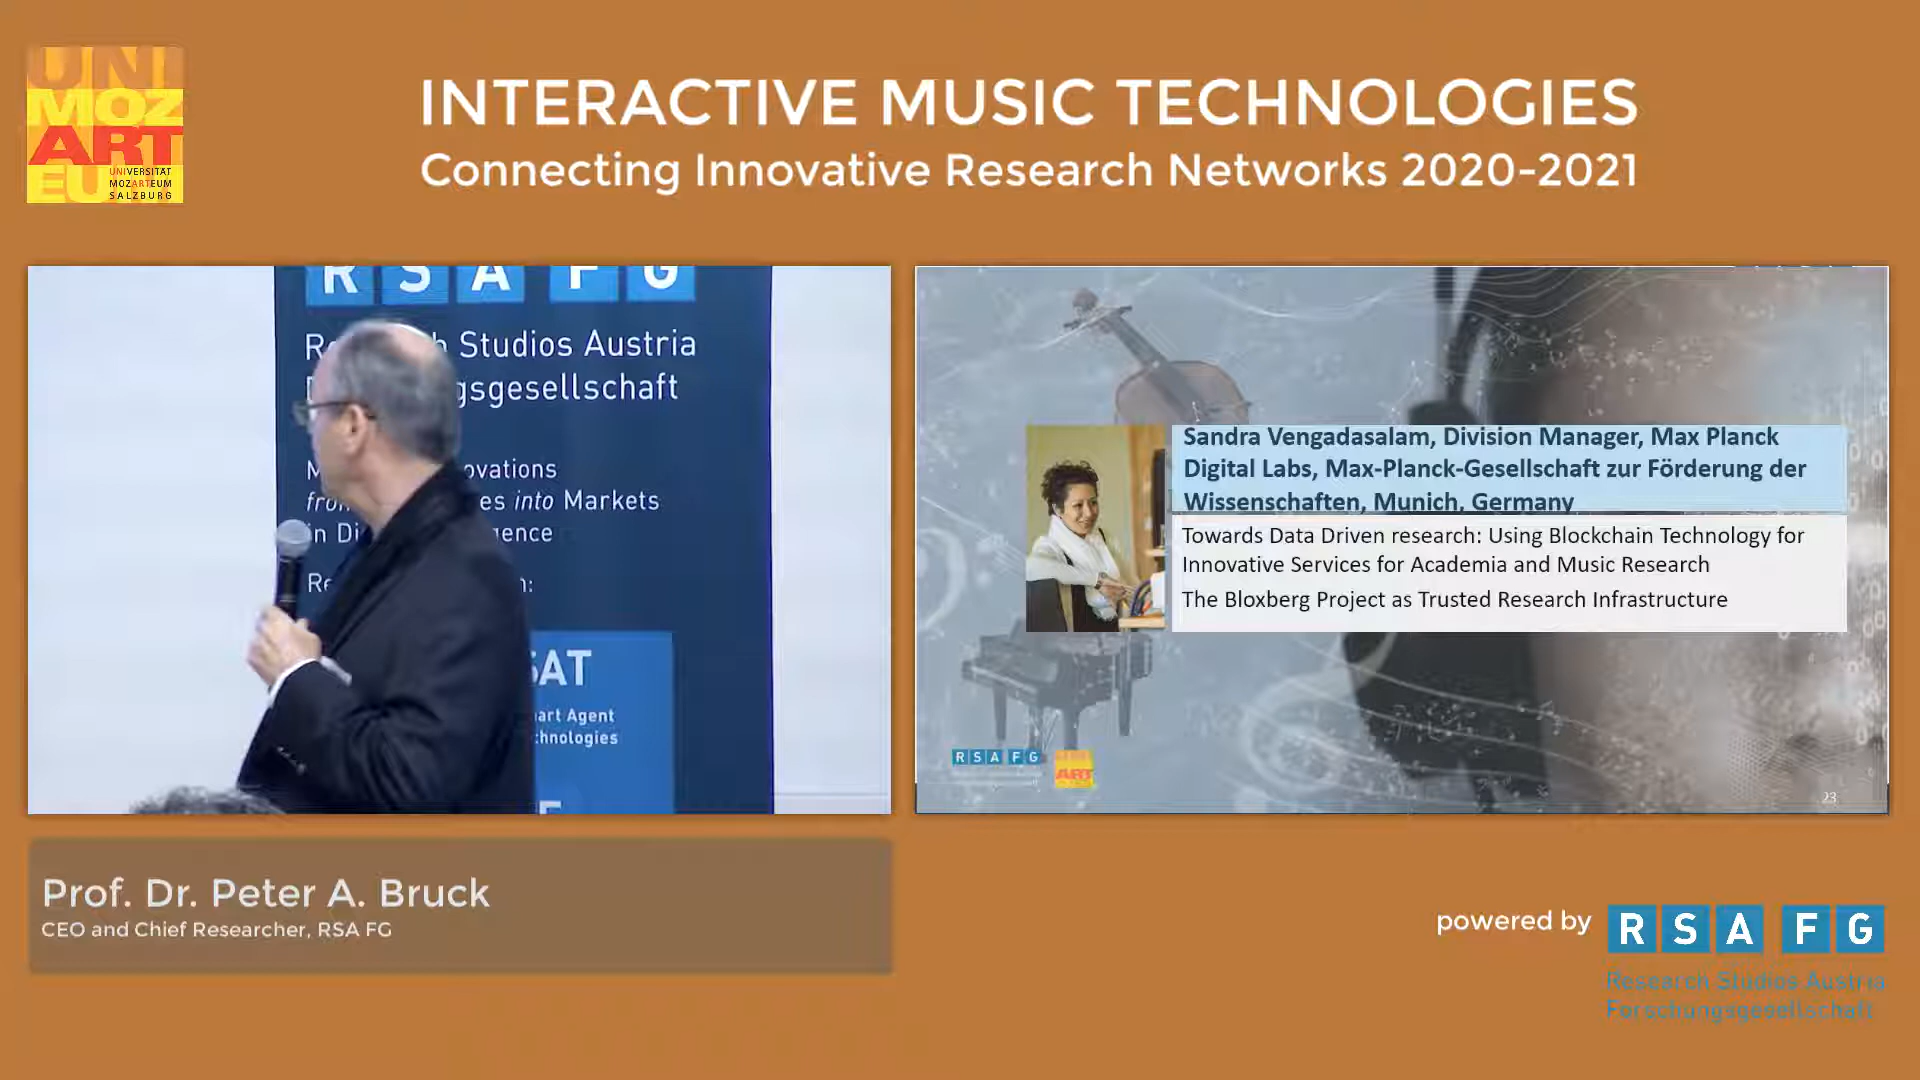 UNI
MOZ
ART
EU
UNIVERSITÄT
MOZARTEUM
SALZBURG
INTERACTIVE MUSIC TECHNOLOGIES
Connecting Innovative Research Networks 2020-2021
R S A F G
Studios Austria
gsgesellschaft
ovations
into Markets
in
SAT
art Agent
chnologies
Sandra Vengadasalam, Division Manager, Max Planck
Digital Labs, Max-Planck-Gesellschaft zur Förderung der
Wissenschaften, Munich, Germany
Towards Data Driven research: Using Blockchain Technology for
Innovative Services for Academia and Music Research
The Bloxberg Project as Trusted Research Infrastructure
R S A F G
ART
23
Prof. Dr. Peter A. Bruck
CEO and Chief Researcher, RSA FG
powered by
R S A F G
Research Studios Austria
Forschungsgesellschaft